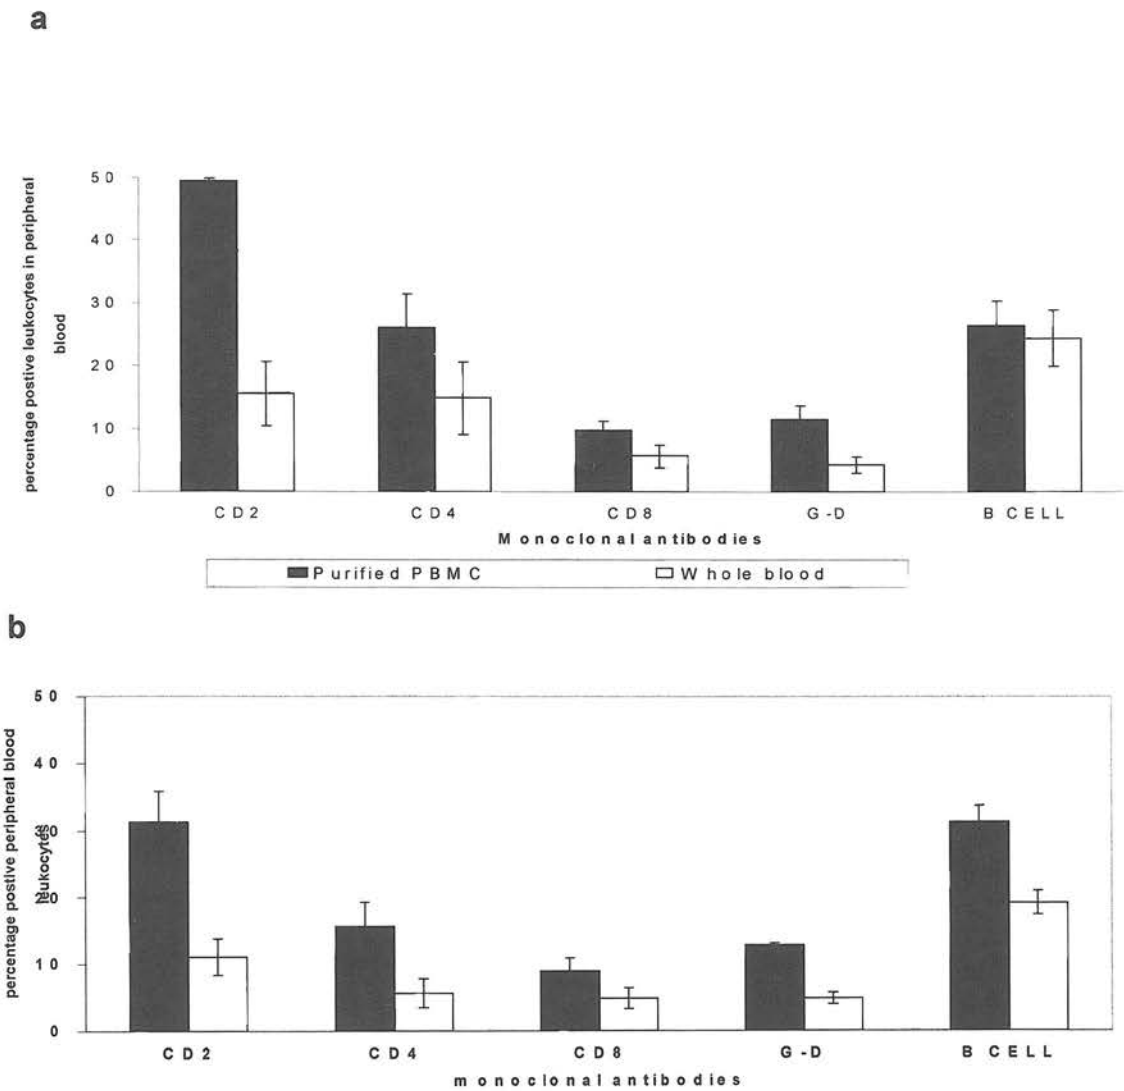 a
percentage postive leukocytes in peripheral
blood
50
40
30
20
10
0
CD2 CD4 CD8 G-D B CELL
Monoclonal antibodies
Purified PBMC Whole blood
b
percentage postive peripheral blood
leukocytes
50
40
30
20
10
0
CD2 CD4 CD8 G-D B CELL
monoclonal antibodies